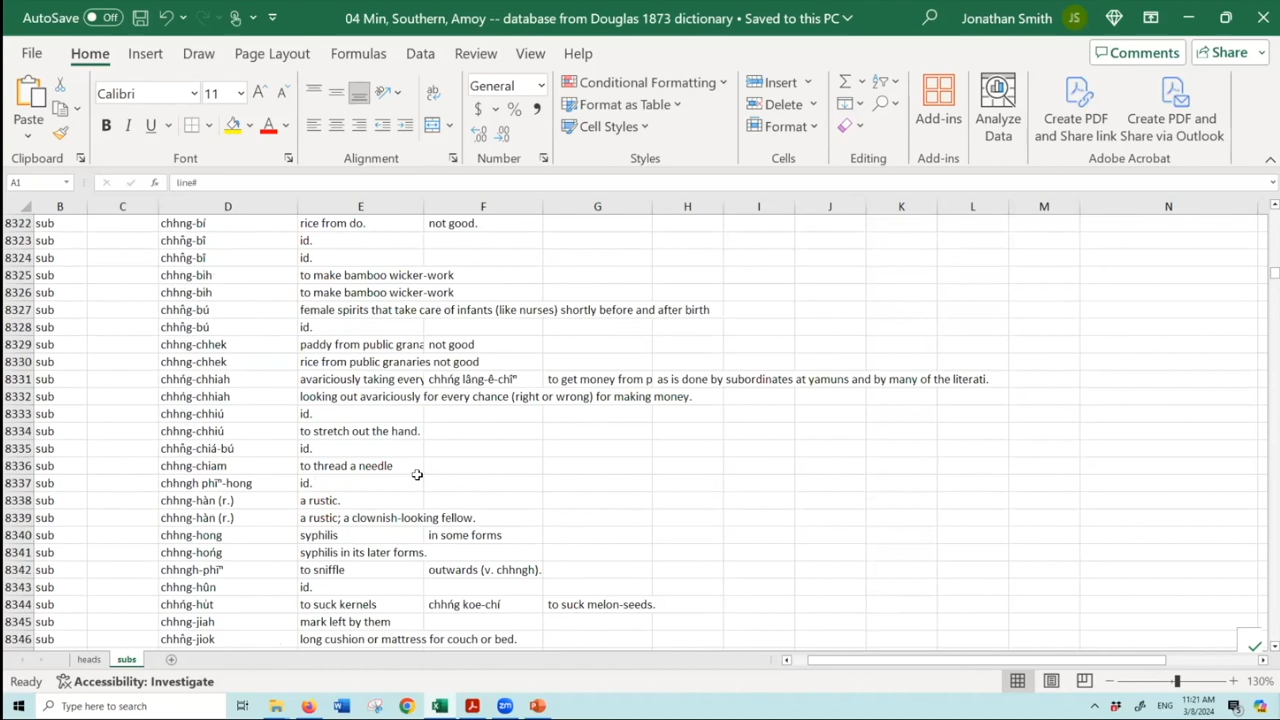 AutoSave Off 04 Min, Southern, Amoy -- database from Douglas 1873 dictionary • Saved to this PC Jonathan Smith JS
File Home Insert Draw Page Layout Formulas Data Review View Help Comments Share
Calibri 11 General Conditional Formatting Insert
Paste B I U $ % Format as Table Delete Add-ins Analyze Data Create PDF and Share link Create PDF and Share via Outlook
Cell Styles Format
Clipboard Font Alignment Number Styles Cells Editing Add-ins Adobe Acrobat
A1 fx line#
B C D E F G H I J K L M N
8322 sub chhng-bí rice from do. not good.
8323 sub chhn̂g-bî id.
8324 sub chhn̂g-bî id.
8325 sub chhng-bih to make bamboo wicker-work
8326 sub chhng-bih to make bamboo wicker-work
8327 sub chhn̂g-bú female spirits that take care of infants (like nurses) shortly before and after birth
8328 sub chhn̂g-bú id.
8329 sub chhng-chhek paddy from public grana not good
8330 sub chhng-chhek rice from public granaries not good
8331 sub chhńg-chhiah avariciously taking every chhńg lâng-ê-chîⁿ to get money from p as is done by subordinates at yamuns and by many of the literati.
8332 sub chhng-chhiah looking out avariciously for every chance (right or wrong) for making money.
8333 sub chhng-chhiú id.
8334 sub chhng-chhiú to stretch out the hand.
8335 sub chhn̂g-chiá-bú id.
8336 sub chhng-chiam to thread a needle
8337 sub chhngh phīⁿ-hong id.
8338 sub chhng-hàn (r.) a rustic.
8339 sub chhng-hàn (r.) a rustic; a clownish-looking fellow.
8340 sub chhng-hong syphilis in some forms
8341 sub chhng-hońg syphilis in its later forms.
8342 sub chhngh-phīⁿ to sniffle outwards (v. chhngh).
8343 sub chhng-hûn id.
8344 sub chhńg-hu̍t to suck kernels chhńg koe-chí to suck melon-seeds.
8345 sub chhng-jiah mark left by them
8346 sub chhn̂g-jiok long cushion or mattress for couch or bed.
heads subs
Ready Accessibility: Investigate 130%
Type here to search ENG 11:21 AM
3/8/2024